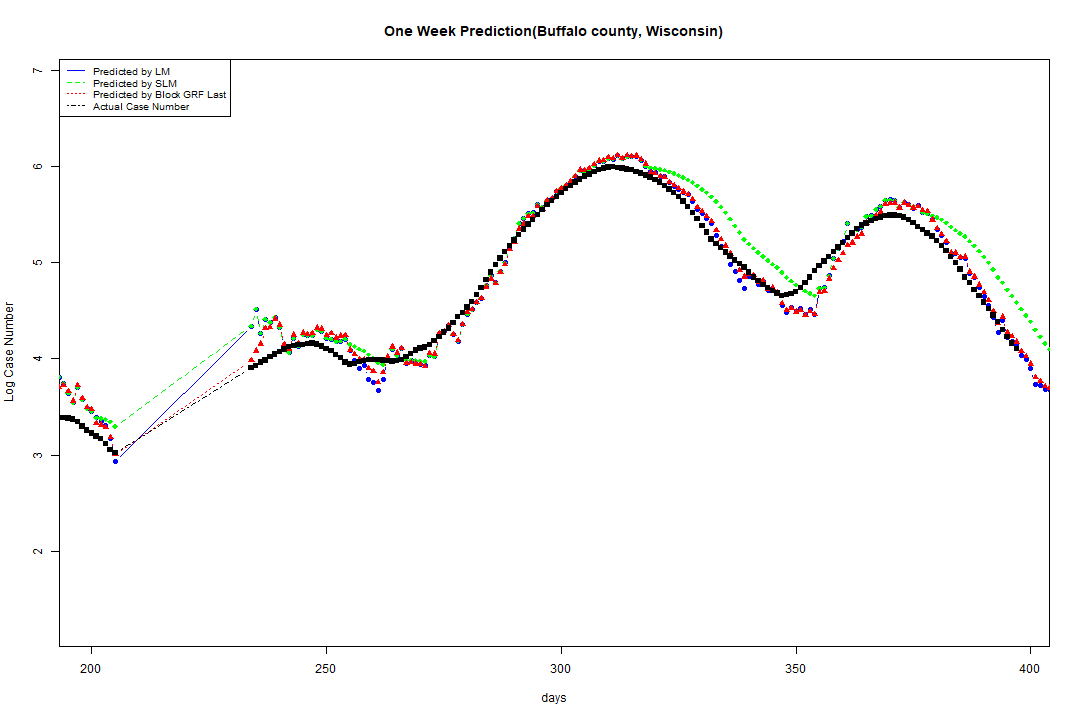 One Week Prediction(Buffalo county, Wisconsin)
Predicted by LM
Predicted by SLM
Predicted by Block GRF Last
Actual Case Number
7
6
5
4
3
2
Log Case Number
200
250
300
350
400
days